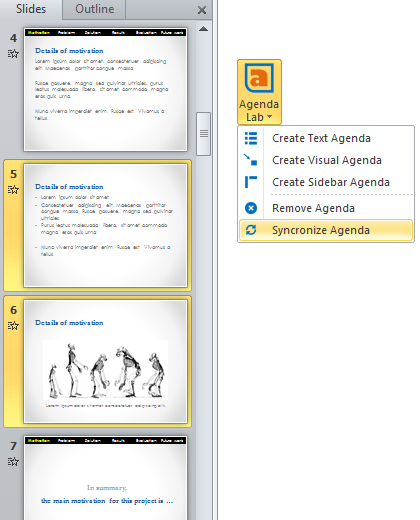 Slides
Outline
4
Motivation Problem Solution Results Evaluation Future work
Details of motivation
Lorem ipsum dolor sit amet, consectetuer adipiscing
elit. Maecenas porttitor congue massa.
Fusce posuere, magna sed pulvinar ultricies, purus
lectus malesuada libero, sit amet commodo magna
eros quis urna.
Nunc viverra imperdiet enim. Fusce est. Vivamus a
tellus.
5
Details of motivation
- Lorem ipsum dolor sit amet
- Consectetuer adipiscing elit. Maecenas porttitor
congue massa. Fusce posuere, magna sed pulvinar
ultricies
- Purus lectus malesuada libero, sit amet commodo
magna eros quis urna
- Nunc viverra imperdiet enim. Fusce est. Vivamus a
tellus.
6
Details of motivation
Lorem ipsum dolor sit amet consectetuer adipiscing elit
7
Motivation Problem Solution Results Evaluation Future work
In summary,
the main motivation for this project is ...
Agenda
Lab
Create Text Agenda
Create Visual Agenda
Create Sidebar Agenda
Remove Agenda
Syncronize Agenda